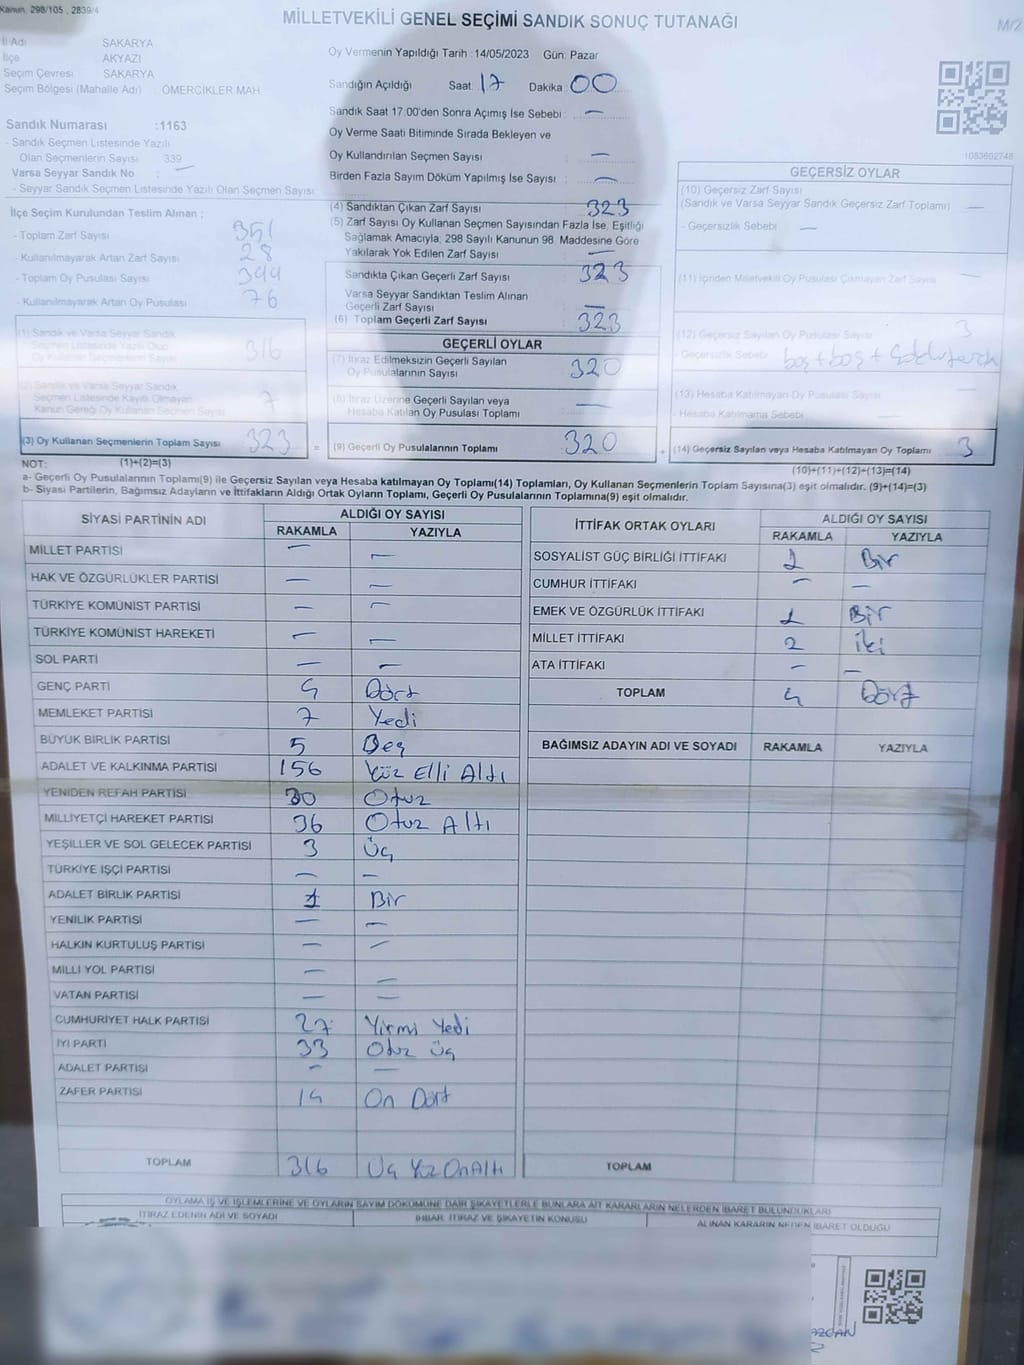 Kanun, 298/105 , 2839/4
MİLLETVEKİLİ GENEL SEÇİMİ SANDIK SONUÇ TUTANAĞI
M/2
İl Adı SAKARYA
İlçe AKYAZI
Seçim Çevresi SAKARYA
Seçim Bölgesi (Mahalle Adı) : ÖMERCİKLER MAH
Sandık Numarası :1163
- Sandık Seçmen Listesinde Yazılı
Olan Seçmenlerin Sayısı : 339
Varsa Seyyar Sandık No : —
- Seyyar Sandık Seçmen Listesinde Yazılı Olan Seçmen Sayısı:
İlçe Seçim Kurulundan Teslim Alınan ;
- Toplam Zarf Sayısı 351
- Kullanılmayarak Artan Zarf Sayısı 28
- Toplam Oy Pusulası Sayısı 399
- Kullanılmayarak Artan Oy Pusulası 76
(1) Sandık ve Varsa Seyyar Sandık
Seçmen Listesinde Yazılı Olup
Oy Kullanan Seçmenlerin Sayısı 316
(2) Sandık ve Varsa Seyyar Sandık
Seçmen Listesinde Kayıtlı Olmayan
Kanun Gereği Oy Kullanan Seçmen Sayısı 7
(3) Oy Kullanan Seçmenlerin Toplam Sayısı 323 =
(1)+(2)=(3)
Oy Vermenin Yapıldığı Tarih :14/05/2023 Gün: Pazar
Sandığın Açıldığı Saat: 17 Dakika: 00
Sandık Saat 17:00'den Sonra Açımış İse Sebebi : —
Oy Verme Saati Bitiminde Sırada Bekleyen ve
Oy Kullandırılan Seçmen Sayısı : —
Birden Fazla Sayım Döküm Yapılmış İse Sayısı : —
(4) Sandıktan Çıkan Zarf Sayısı : 323
(5) Zarf Sayısı Oy Kullanan Seçmen Sayısından Fazla İse, Eşitliği
Sağlamak Amacıyla, 298 Sayılı Kanunun 98. Maddesine Göre
Yakılarak Yok Edilen Zarf Sayısı : —
Sandıkta Çıkan Geçerli Zarf Sayısı : 323
Varsa Seyyar Sandıktan Teslim Alınan
Geçerli Zarf Sayısı : —
(6) Toplam Geçerli Zarf Sayısı : 323
GEÇERLİ OYLAR
(7) İtiraz Edilmeksizin Geçerli Sayılan
Oy Pusulalarının Sayısı : 320
(8) İtiraz Üzerine Geçerli Sayılan veya
Hesaba Katılan Oy Pusulası Toplamı : —
(9) Geçerli Oy Pusulalarının Toplamı : 320 +
1083602748
GEÇERSİZ OYLAR
(10) Geçersiz Zarf Sayısı
(Sandık ve Varsa Seyyar Sandık Geçersiz Zarf Toplamı) : —
- Geçersizlik Sebebi : —
(11) İçinden Milletvekili Oy Pusulası Çıkmayan Zarf Sayısı : —
(12) Geçersiz Sayılan Oy Pusulası Sayısı : 3
- Geçersizlik Sebebi : boş + boş +
(13) Hesaba Katılmayan Oy Pusulası Sayısı : —
- Hesaba Katılmama Sebebi : —
(14) Geçersiz Sayılan veya Hesaba Katılmayan Oy Toplamı : 3
(10)+(11)+(12)+(13)=(14)
NOT:
a- Geçerli Oy Pusulalarının Toplamı(9) ile Geçersiz Sayılan veya Hesaba katılmayan Oy Toplamı(14) Toplamları, Oy Kullanan Seçmenlerin Toplam Sayısına(3) eşit olmalıdır. (9)+(14)=(3)
b- Siyasi Partilerin, Bağımsız Adayların ve İttifakların Aldığı Ortak Oyların Toplamı, Geçerli Oy Pusulalarının Toplamına(9) eşit olmalıdır.
SİYASİ PARTİNİN ADI ALDIĞI OY SAYISI
RAKAMLA YAZIYLA
MİLLET PARTİSİ — —
HAK VE ÖZGÜRLÜKLER PARTİSİ — —
TÜRKİYE KOMÜNİST PARTİSİ — —
TÜRKİYE KOMÜNİST HAREKETİ — —
SOL PARTİ — —
GENÇ PARTİ 4 Dört
MEMLEKET PARTİSİ 7 Yedi
BÜYÜK BİRLİK PARTİSİ 5 Beş
ADALET VE KALKINMA PARTİSİ 156 Yüz Elli Altı
YENİDEN REFAH PARTİSİ 30 Otuz
MİLLİYETÇİ HAREKET PARTİSİ 36 Otuz Altı
YEŞİLLER VE SOL GELECEK PARTİSİ 3 Üç
TÜRKİYE İŞÇİ PARTİSİ — —
ADALET BİRLİK PARTİSİ 1 Bir
YENİLİK PARTİSİ — —
HALKIN KURTULUŞ PARTİSİ — —
MİLLİ YOL PARTİSİ — —
VATAN PARTİSİ — —
CUMHURİYET HALK PARTİSİ 27 Yirmi Yedi
İYİ PARTİ 33 Otuz Üç
ADALET PARTİSİ — —
ZAFER PARTİSİ 14 On Dört
TOPLAM 316 Üç Yüz On Altı
İTTİFAK ORTAK OYLARI ALDIĞI OY SAYISI
RAKAMLA YAZIYLA
SOSYALİST GÜÇ BİRLİĞİ İTTİFAKI 1 Bir
CUMHUR İTTİFAKI — —
EMEK VE ÖZGÜRLÜK İTTİFAKI 1 Bir
MİLLET İTTİFAKI 2 İki
ATA İTTİFAKI — —
TOPLAM 4 Dört
BAĞIMSIZ ADAYIN ADI VE SOYADI RAKAMLA YAZIYLA
TOPLAM
OYLAMA İŞ VE İŞLEMLERİNE VE OYLARIN SAYIM DÖKÜMÜNE DAİR ŞİKAYETLERLE BUNLARA AİT KARARLARIN NELERDEN İBARET BULUNDUKLARI
İTİRAZ EDENİN ADI VE SOYADI İHBAR, İTİRAZ VE ŞİKAYETİN KONUSU ALINAN KARARIN NEDEN İBARET OLDUĞU